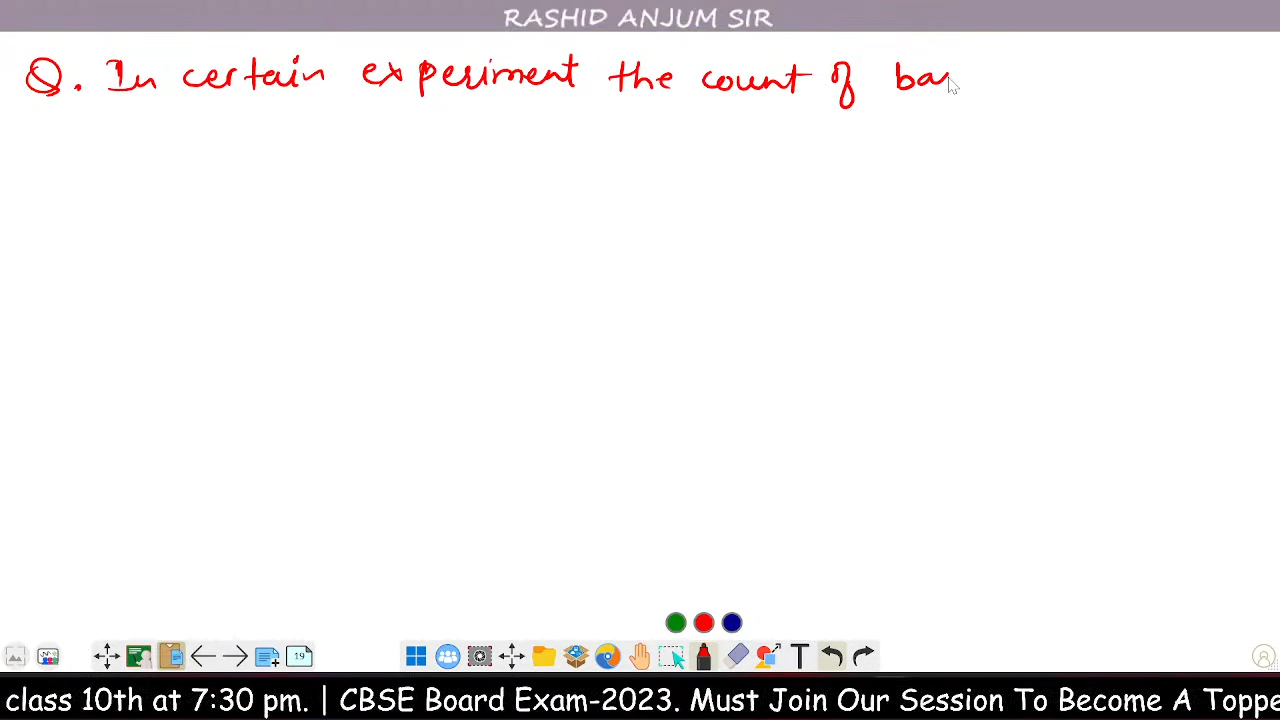 RASHID ANJUM SIR
Q. In certain experiment the count of ba
19
class 10th at 7:30 pm. | CBSE Board Exam-2023. Must Join Our Session To Become A Toppe